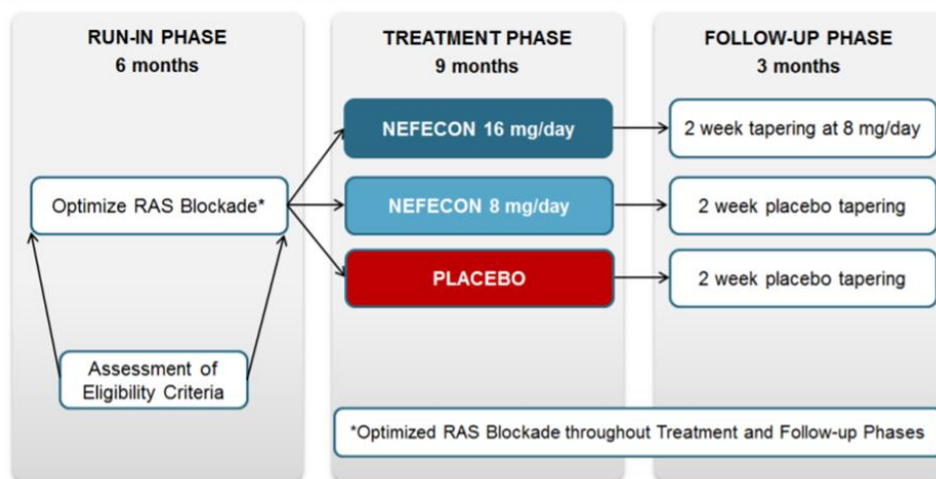 RUN-IN PHASE
6 months
TREATMENT PHASE
9 months
FOLLOW-UP PHASE
3 months
NEFECON 16 mg/day
2 week tapering at 8 mg/day
Optimize RAS Blockade*
NEFECON 8 mg/day
2 week placebo tapering
PLACEBO
2 week placebo tapering
Assessment of
Eligibility Criteria
*Optimized RAS Blockade throughout Treatment and Follow-up Phases